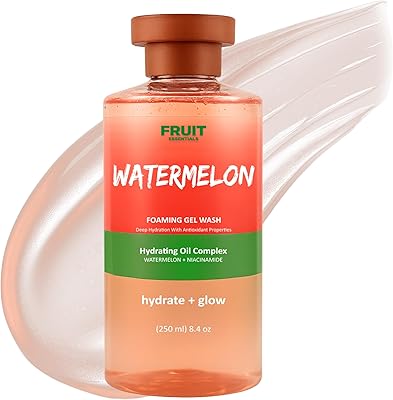 FRUIT
ESSENTIALS
WATERMELON
FOAMING GEL WASH
Deep Hydration With Antioxidant Properties
Hydrating Oil Complex
WATERMELON + NIACINAMIDE
hydrate + glow
(250 ml) 8.4 oz